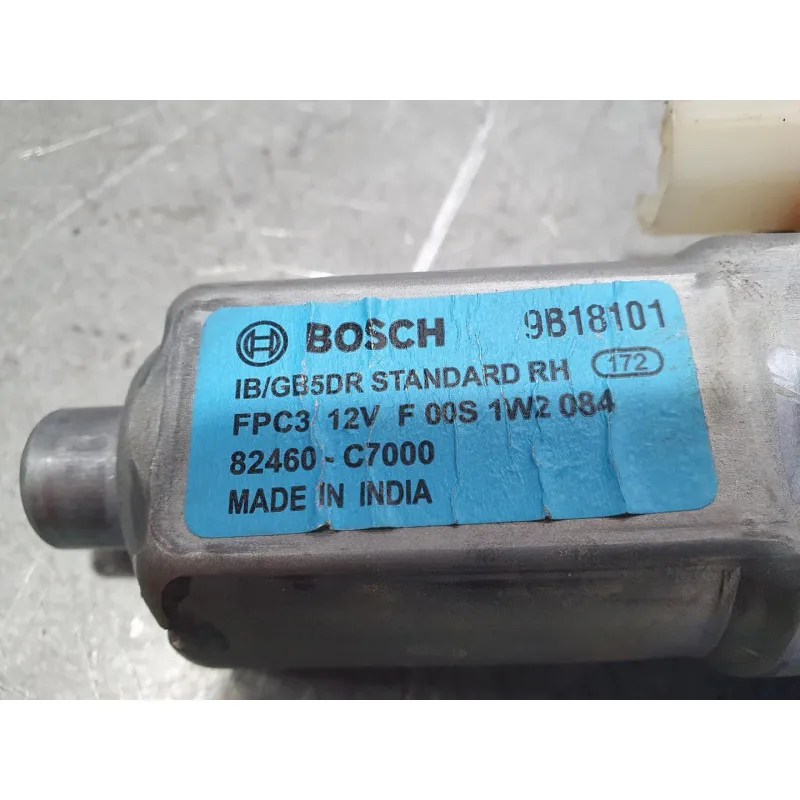 BOSCH 9B18101
IB/GB5DR STANDARD RH 172
FPC3 12V F 00S 1W2 084
82460-C7000
MADE IN INDIA